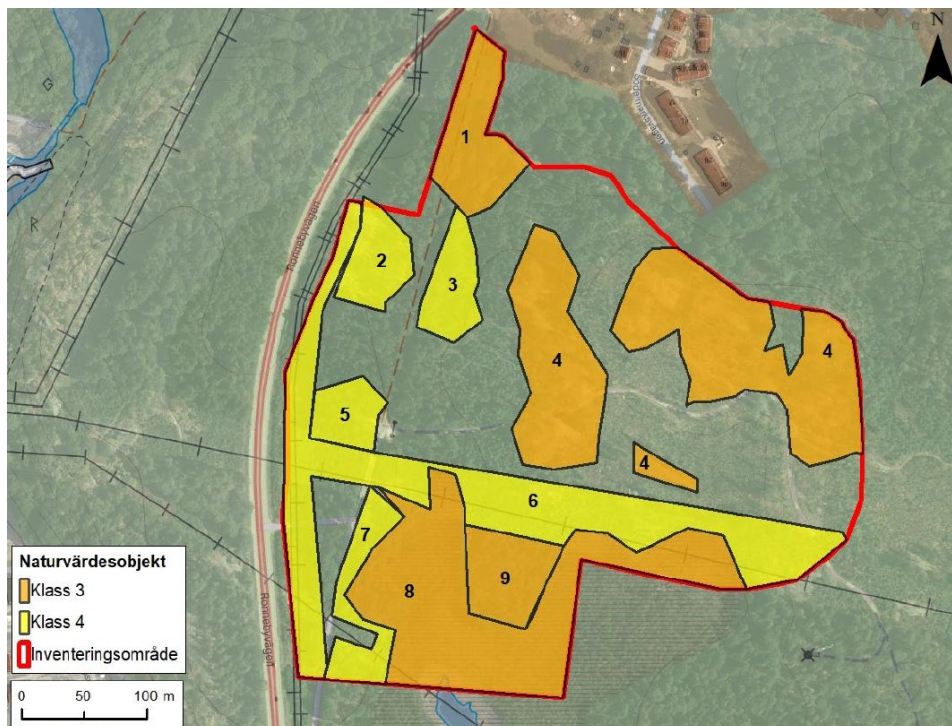 N
G
R
Ronnebyvägen
Södermarksvägen
1
2
3
4
4
4
5
6
7
8
9
Ronnebyvägen
Naturvärdesobjekt
Klass 3
Klass 4
Inventeringsområde
0 50 100 m